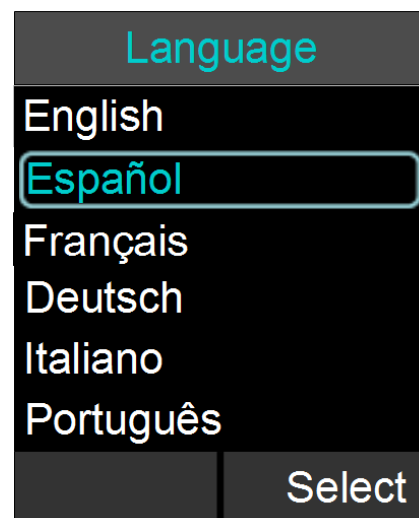 Language
English
Español
Français
Deutsch
Italiano
Português
Select